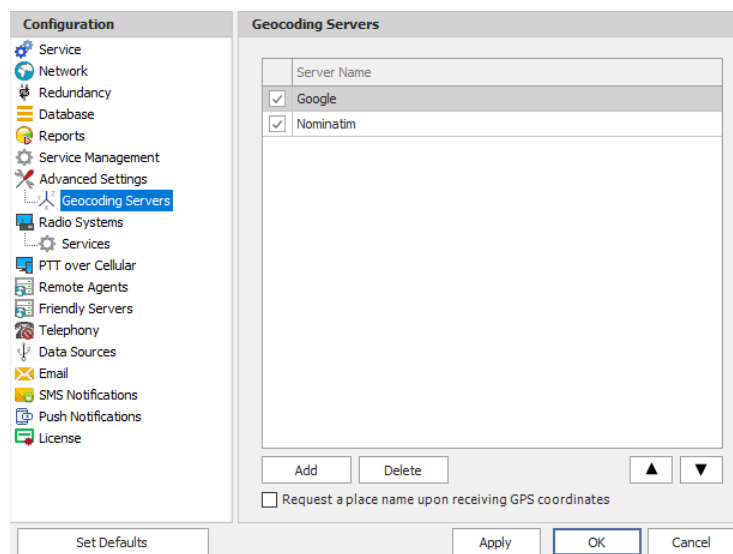 Configuration
Service
Network
Redundancy
Database
Reports
Service Management
Advanced Settings
Geocoding Servers
Radio Systems
Services
PTT over Cellular
Remote Agents
Friendly Servers
Telephony
Data Sources
Email
SMS Notifications
Push Notifications
License
Set Defaults
Geocoding Servers
Server Name
Google
Nominatim
Add Delete
Request a place name upon receiving GPS coordinates
Apply OK Cancel